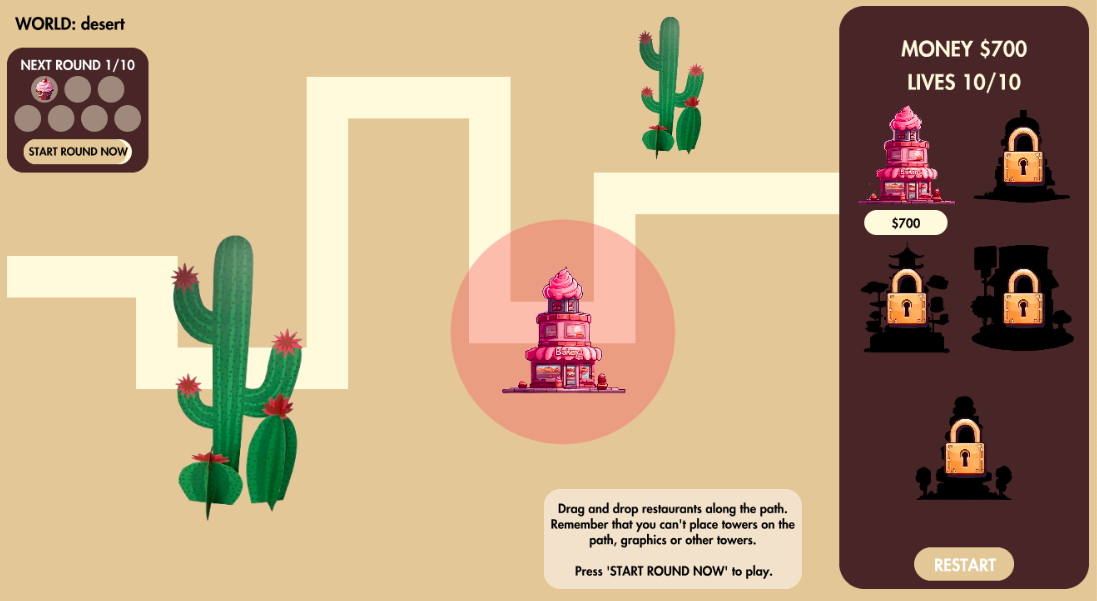 WORLD: desert
NEXT ROUND 1/10
START ROUND NOW
MONEY $700
LIVES 10/10
$700
Bakery
Drag and drop restaurants along the path.
Remember that you can't place towers on the
path, graphics or other towers.
Press 'START ROUND NOW' to play.
RESTART